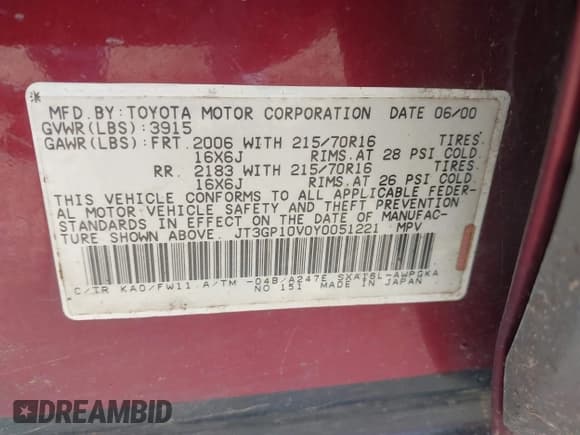 MFD. BY: TOYOTA MOTOR CORPORATION DATE 06/00
GVWR(LBS): 3915
GAWR(LBS): FRT. 2006 WITH 215/70R16 TIRES.
16X6J RIMS. AT 28 PSI COLD.
RR. 2183 WITH 215/70R16 TIRES.
16X6J RIMS. AT 26 PSI COLD.
THIS VEHICLE CONFORMS TO ALL APPLICABLE FEDER-
AL MOTOR VEHICLE SAFETY AND THEFT PREVENTION
STANDARDS IN EFFECT ON THE DATE OF MANUFAC-
TURE SHOWN ABOVE. JT3GP10V0Y0051221 MPV
C/TR KAO/FW11 A/TM -04B/A247E SXA16L-AWPGKA
NO 151 MADE IN JAPAN
DREAMBID